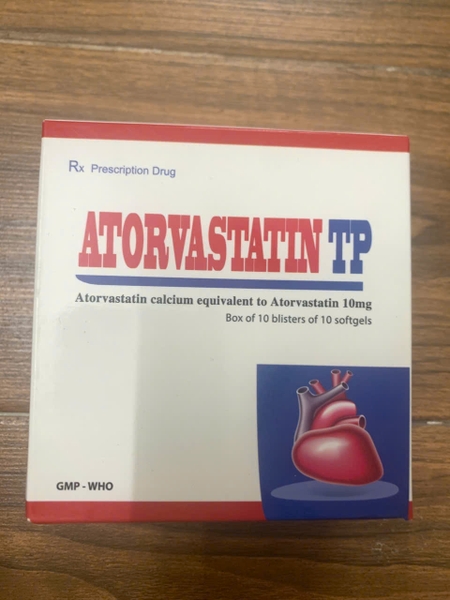 Rx Prescription Drug
ATORVASTATIN TP
Atorvastatin calcium equivalent to Atorvastatin 10mg
Box of 10 blisters of 10 softgels
GMP - WHO